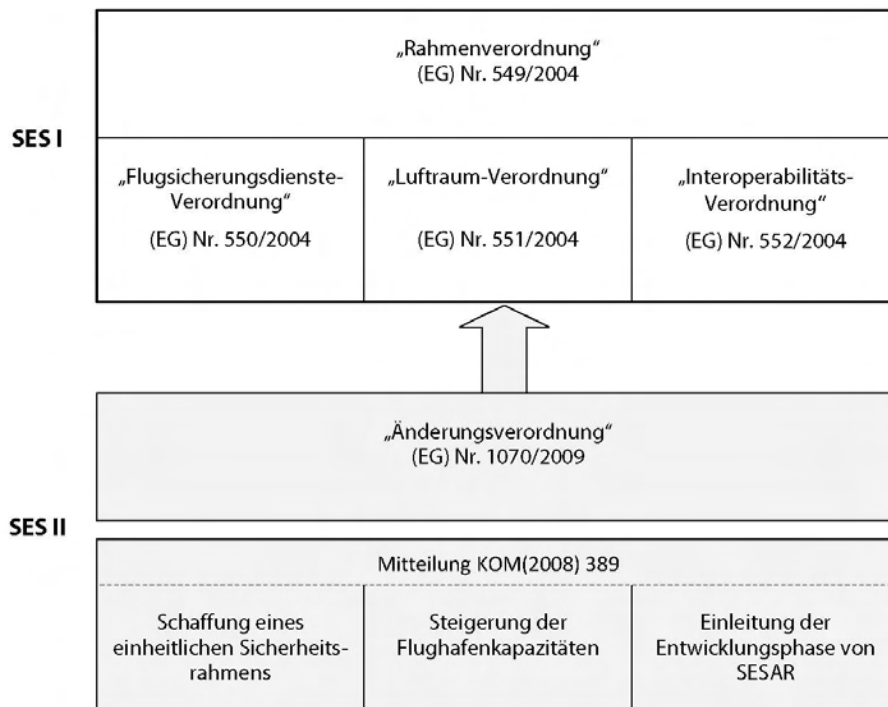 „Rahmenverordnung“
(EG) Nr. 549/2004
SES I
„Flugsicherungsdienste-
Verordnung“
(EG) Nr. 550/2004
„Luftraum-Verordnung“
(EG) Nr. 551/2004
„Interoperabilitäts-
Verordnung“
(EG) Nr. 552/2004
„Änderungsverordnung“
(EG) Nr. 1070/2009
SES II
Mitteilung KOM(2008) 389
Schaffung eines
einheitlichen Sicherheits-
rahmens
Steigerung der
Flughafenkapazitäten
Einleitung der
Entwicklungsphase von
SESAR